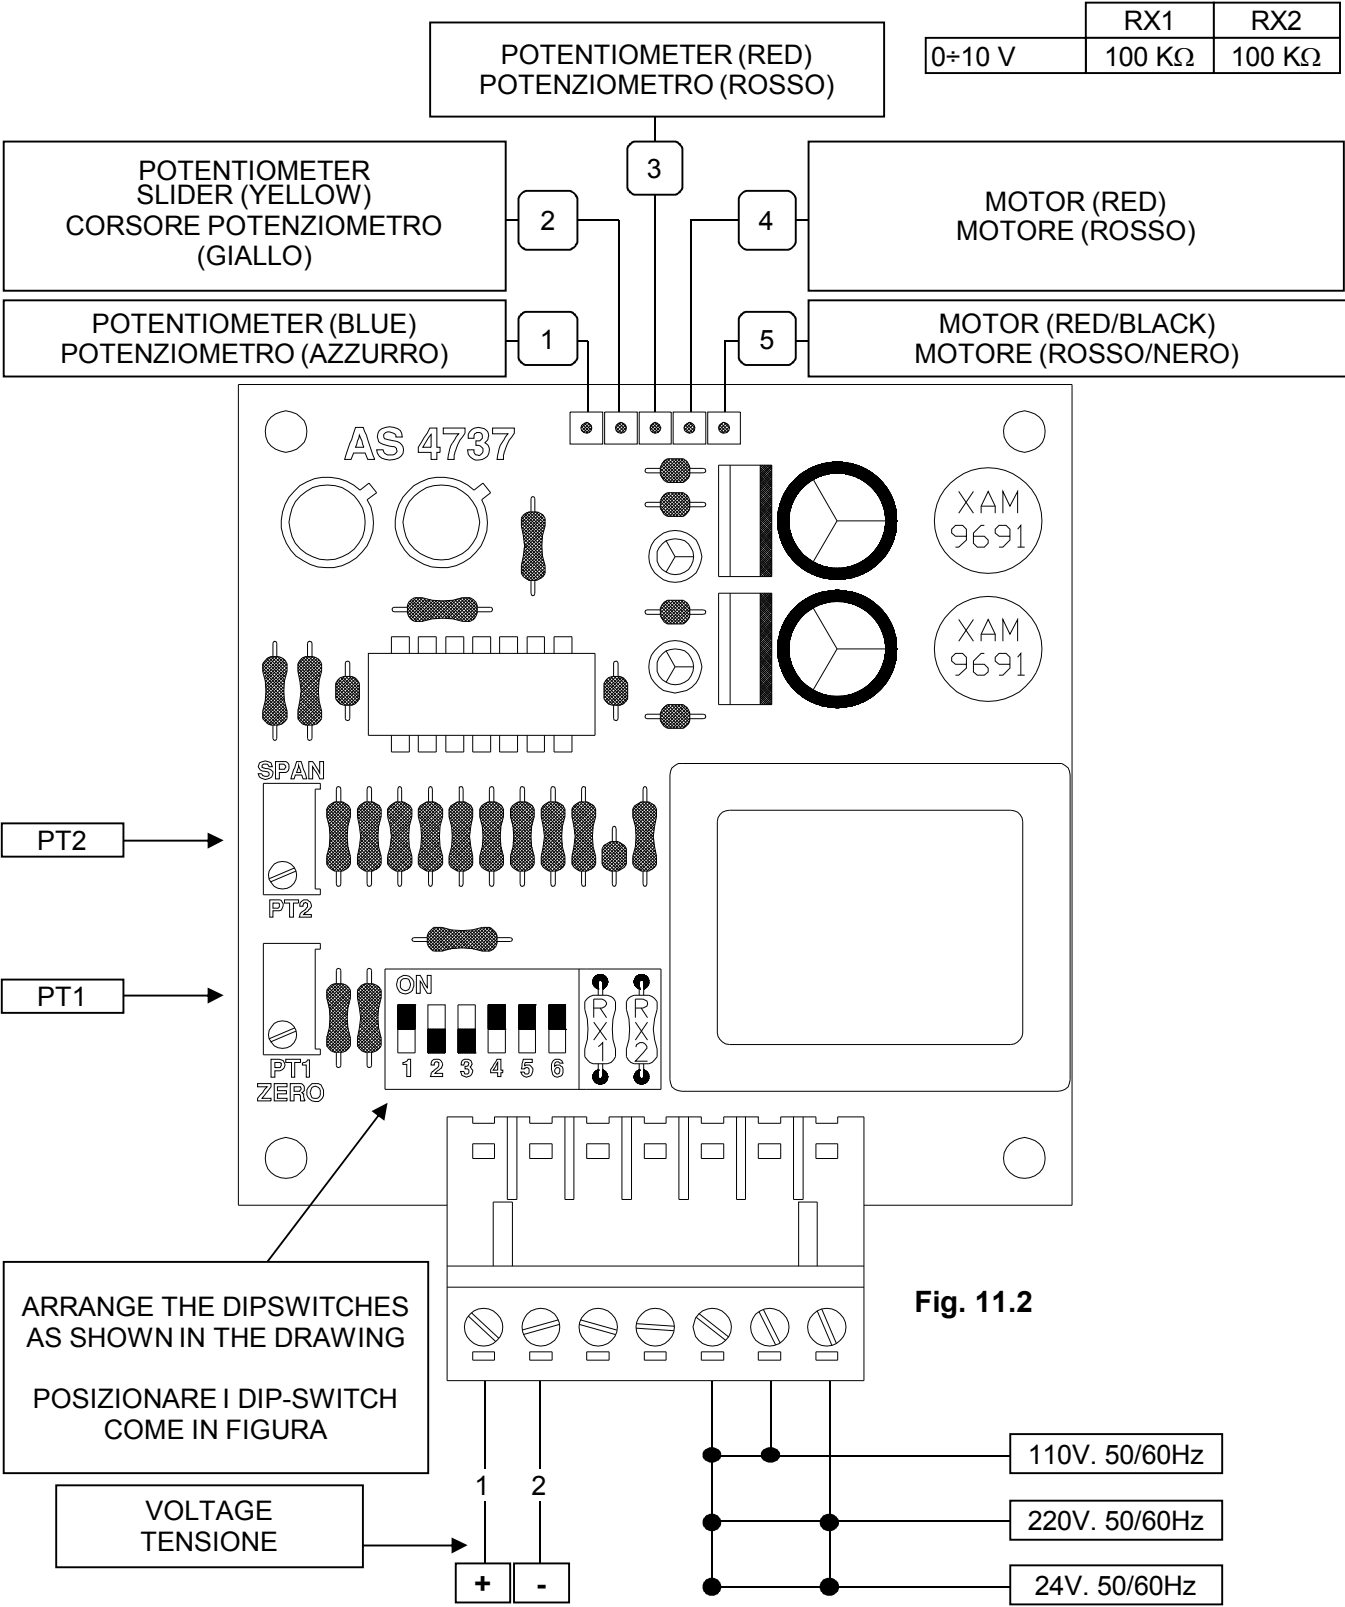 RX1 RX2
0÷10 V 100 KΩ 100 KΩ
POTENTIOMETER (RED)
POTENZIOMETRO (ROSSO)
3
POTENTIOMETER
SLIDER (YELLOW)
CORSORE POTENZIOMETRO
(GIALLO)
2
4
MOTOR (RED)
MOTORE (ROSSO)
POTENTIOMETER (BLUE)
POTENZIOMETRO (AZZURRO)
1
5
MOTOR (RED/BLACK)
MOTORE (ROSSO/NERO)
AS 4737
XAM
9691
XAM
9691
SPAN
PT2
PT2
PT1
PT1
ZERO
ON
1 2 3 4 5 6
RX1
RX2
ARRANGE THE DIPSWITCHES
AS SHOWN IN THE DRAWING
POSIZIONARE I DIP-SWITCH
COME IN FIGURA
Fig. 11.2
VOLTAGE
TENSIONE
1 2
+ -
110V. 50/60Hz
220V. 50/60Hz
24V. 50/60Hz